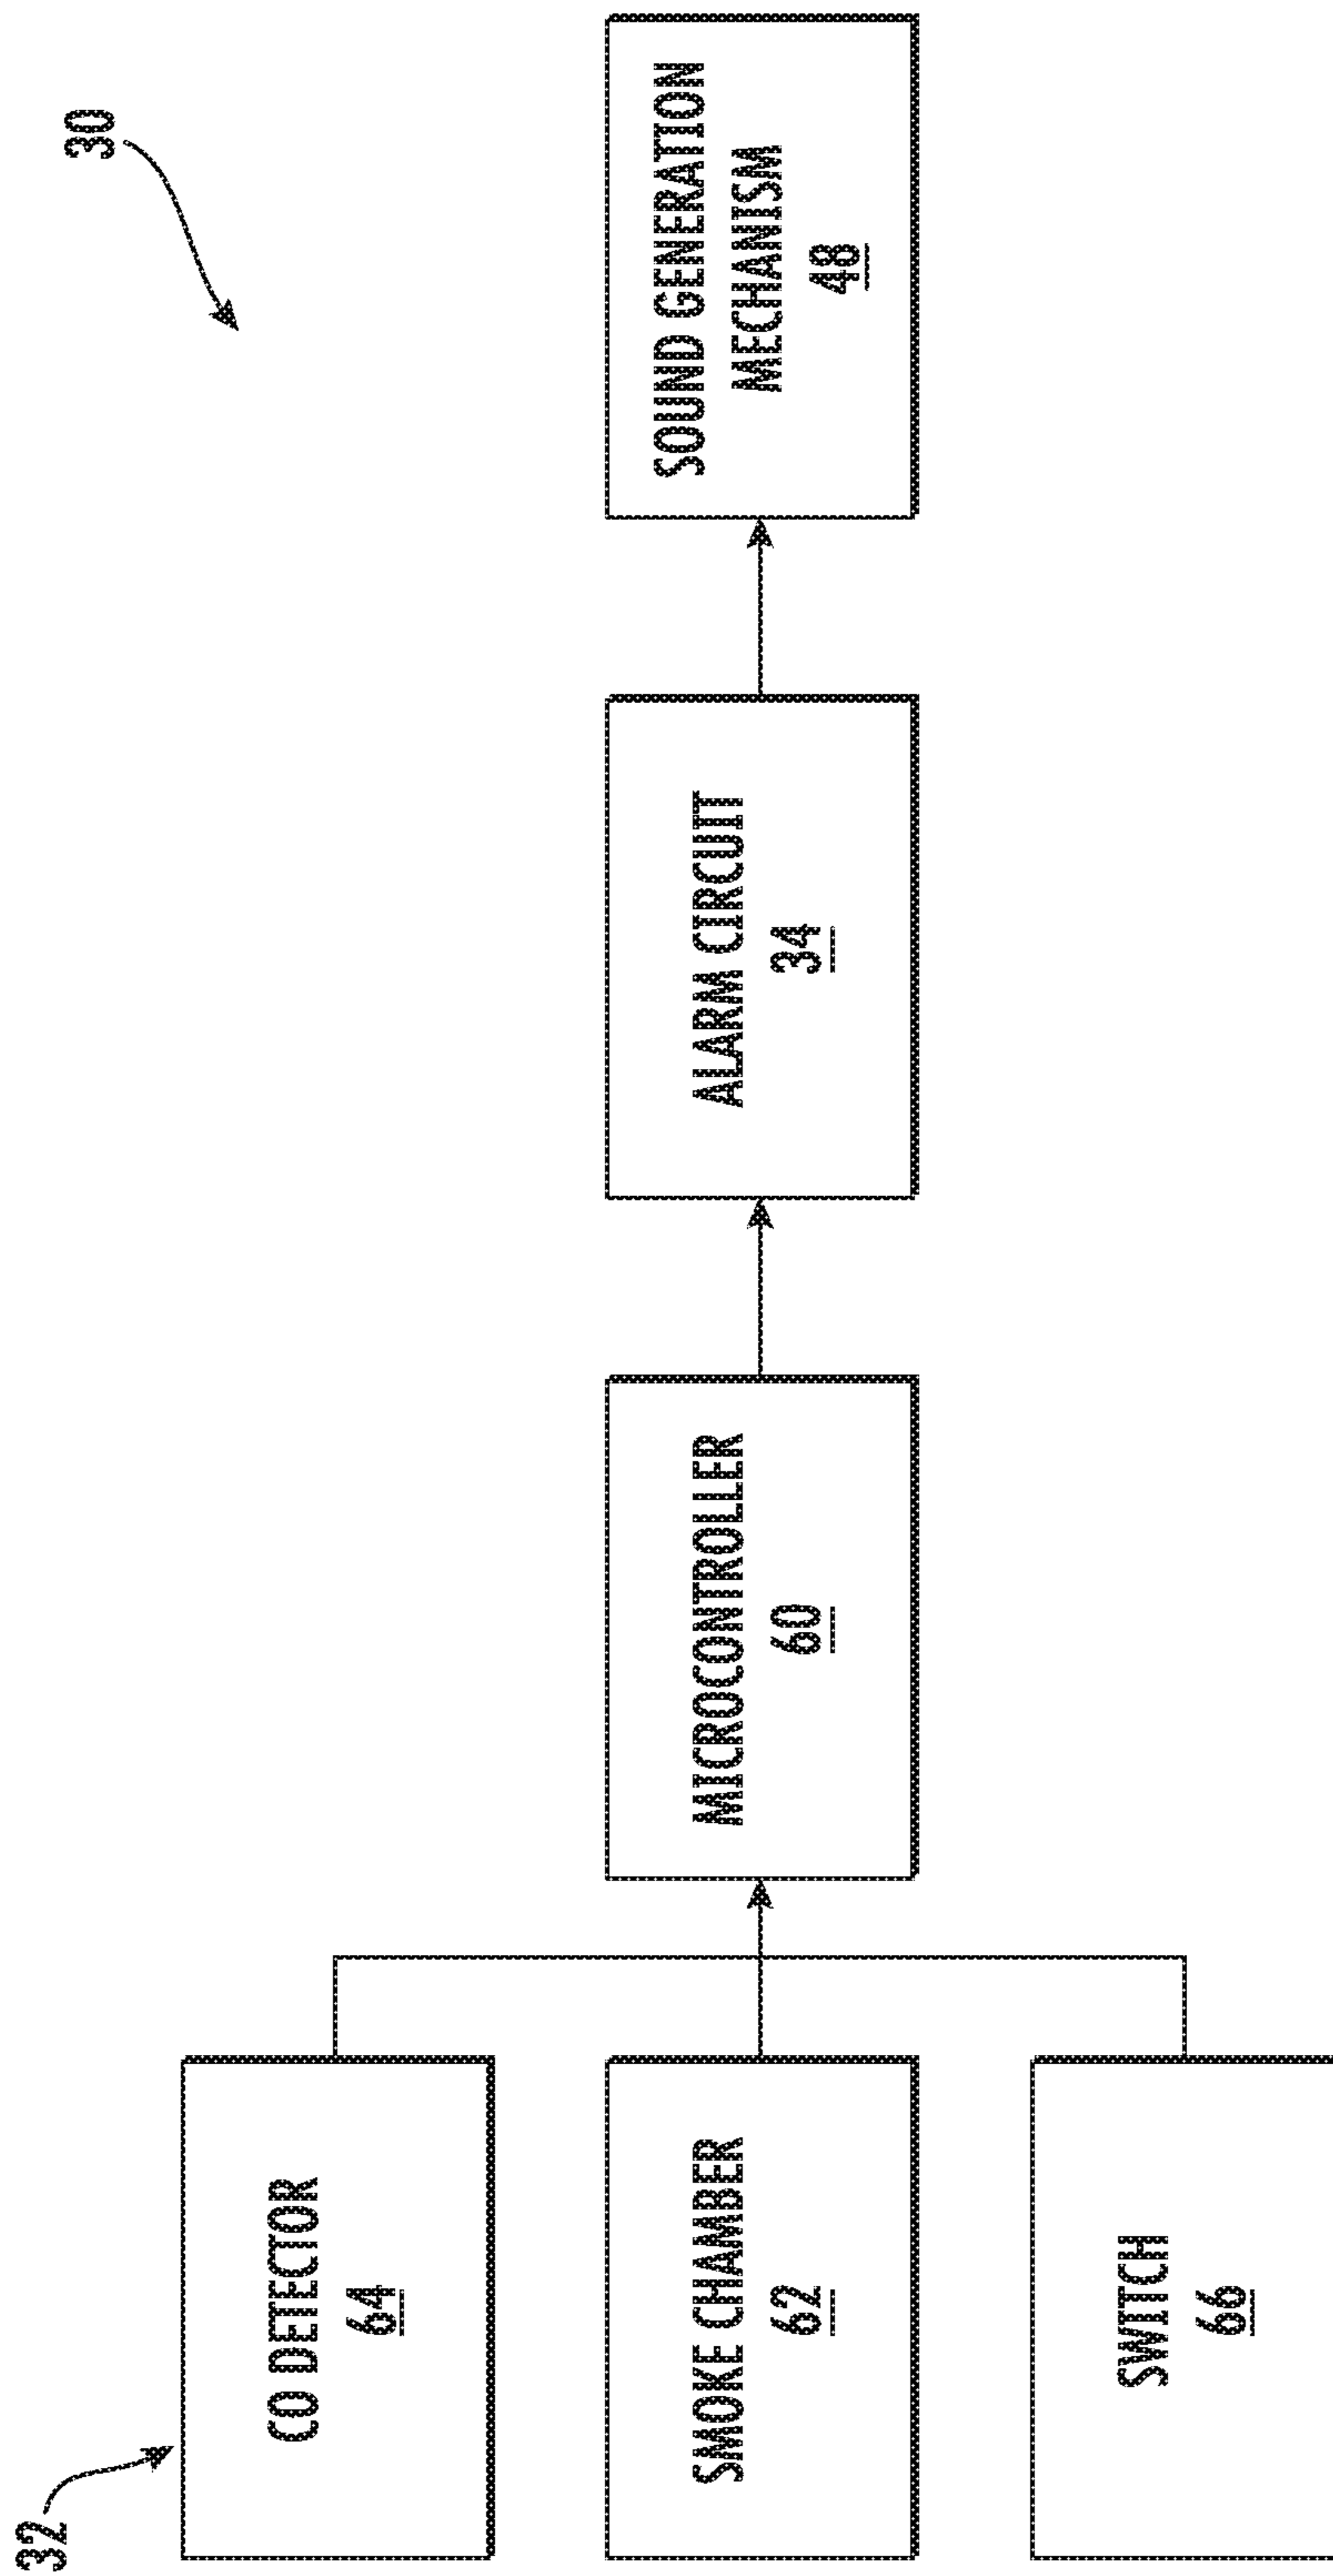 30
32
CO DETECTOR
64
SMOKE CHAMBER
62
SWITCH
66
MICROCONTROLLER
60
ALARM CIRCUIT
34
SOUND GENERATION
MECHANISM
48